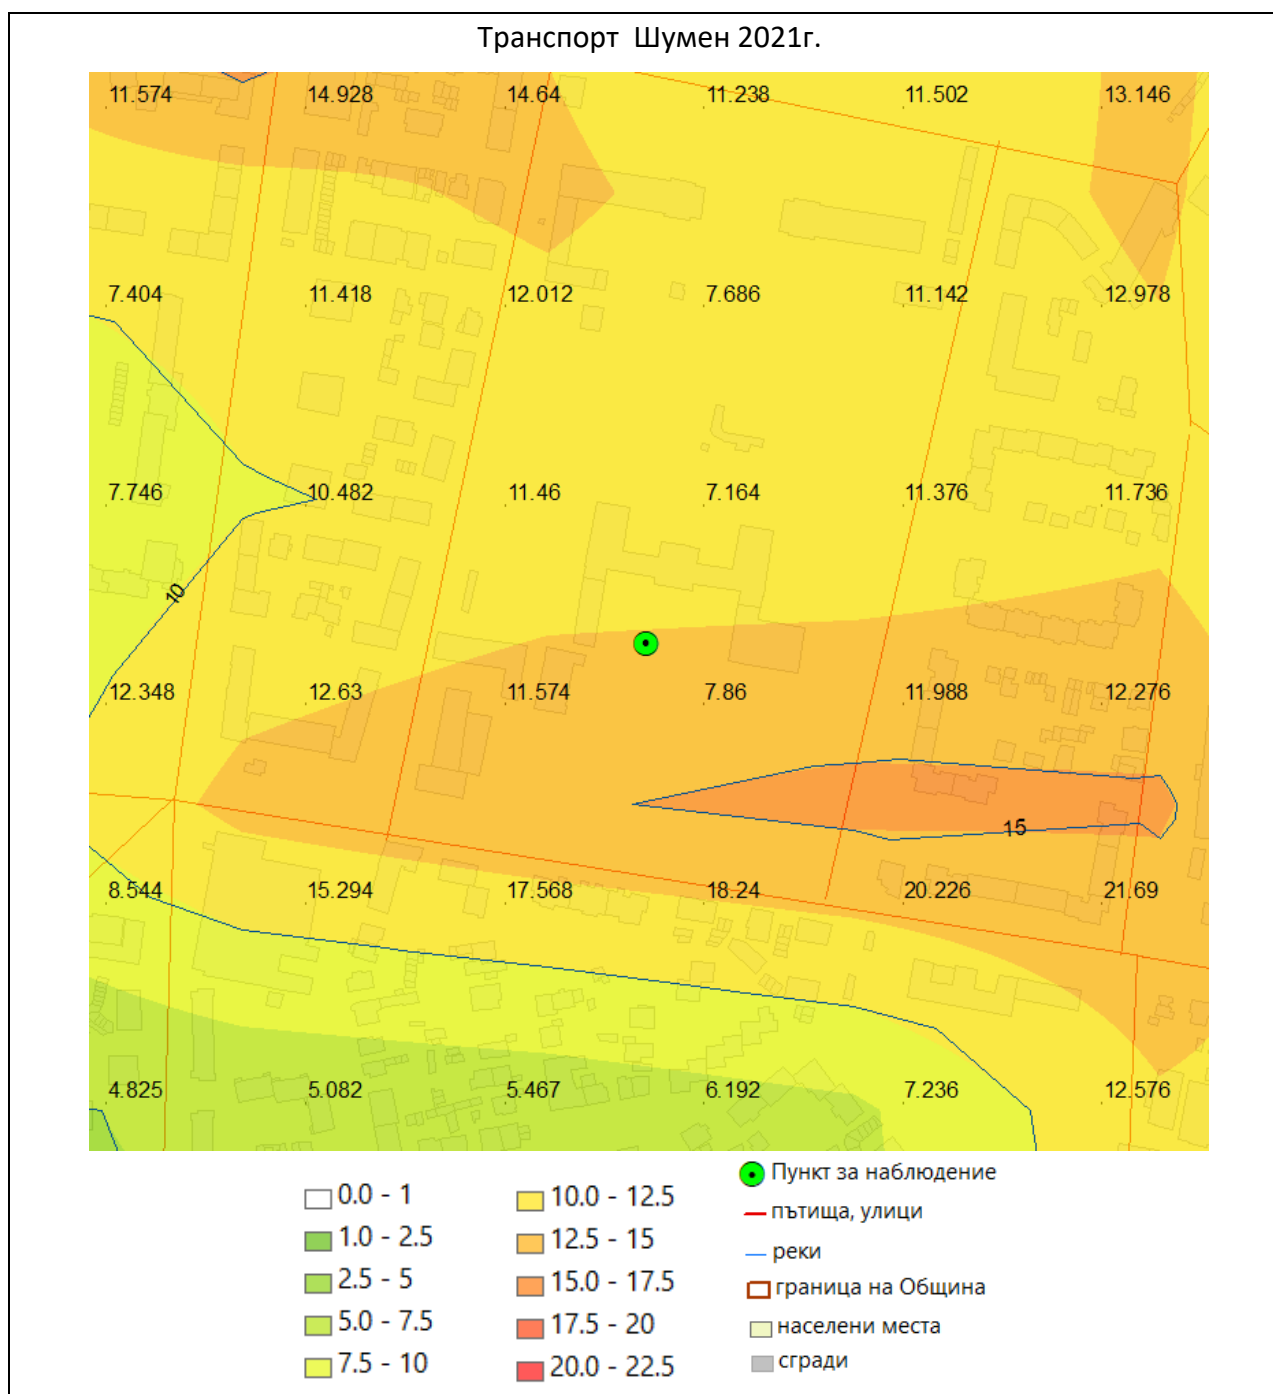 Транспорт  Шумен 2021г.
11.574 14.928 14.64 11.238 11.502 13.146
7.404 11.418 12.012 7.686 11.142 12.978
7.746 10.482 11.46 7.164 11.376 11.736
10
12.348 12.63 11.574 7.86 11.988 12.276
15
8.544 15.294 17.568 18.24 20.226 21.69
4.825 5.082 5.467 6.192 7.236 12.576
0.0 - 1
1.0 - 2.5
2.5 - 5
5.0 - 7.5
7.5 - 10
10.0 - 12.5
12.5 - 15
15.0 - 17.5
17.5 - 20
20.0 - 22.5
Пункт за наблюдение
пътища, улици
реки
граница на Община
населени места
сгради